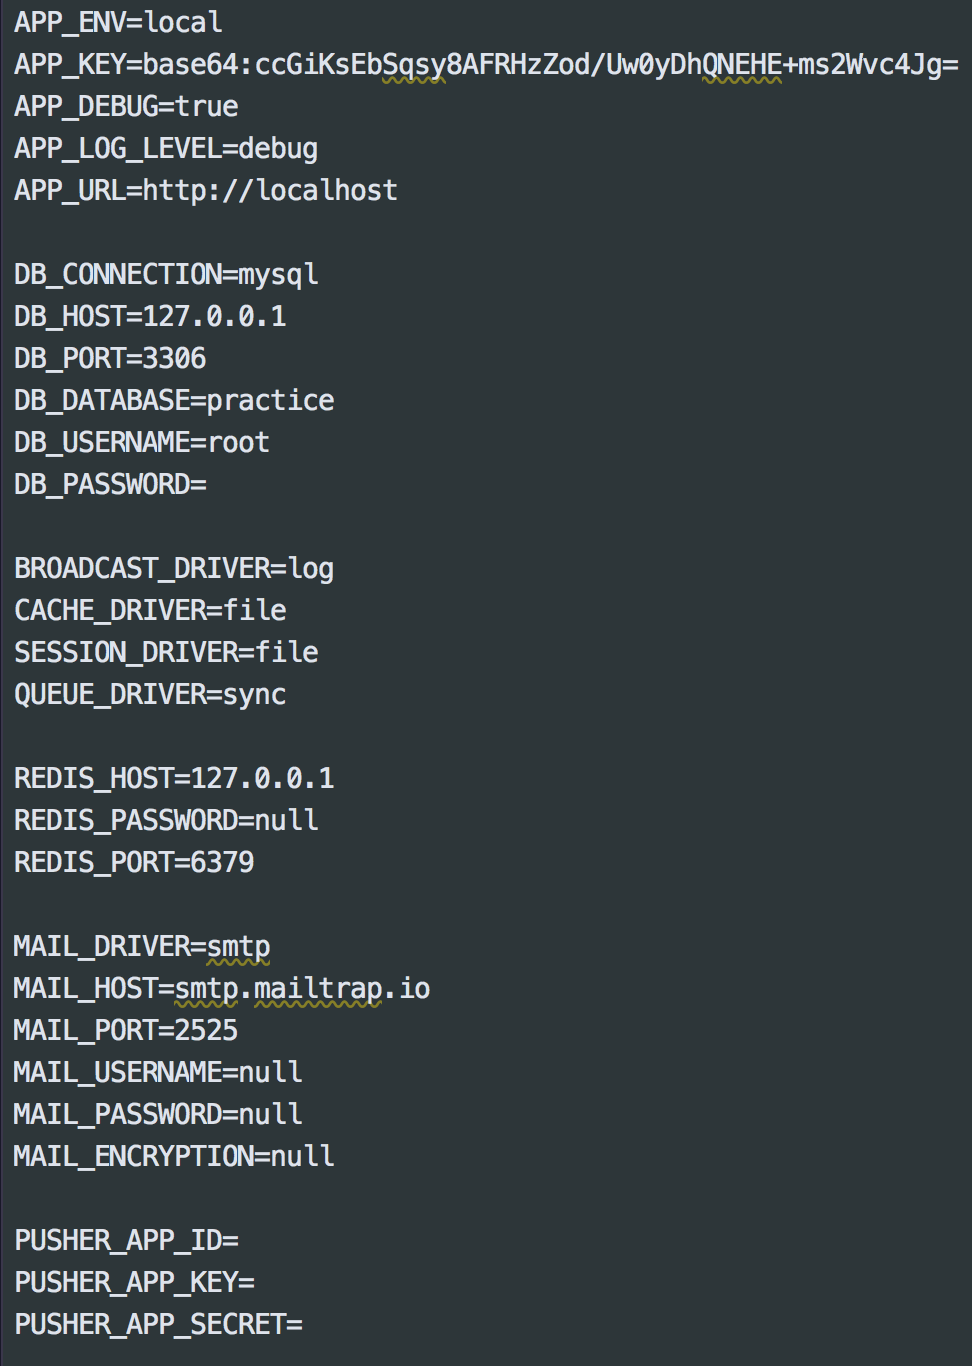 APP_ENV=local
APP_KEY=base64:ccGiKsEbSqsy8AFRHzZod/Uw0yDhQNEHE+ms2Wvc4Jg=
APP_DEBUG=true
APP_LOG_LEVEL=debug
APP_URL=http://localhost
DB_CONNECTION=mysql
DB_HOST=127.0.0.1
DB_PORT=3306
DB_DATABASE=practice
DB_USERNAME=root
DB_PASSWORD=
BROADCAST_DRIVER=log
CACHE_DRIVER=file
SESSION_DRIVER=file
QUEUE_DRIVER=sync
REDIS_HOST=127.0.0.1
REDIS_PASSWORD=null
REDIS_PORT=6379
MAIL_DRIVER=smtp
MAIL_HOST=smtp.mailtrap.io
MAIL_PORT=2525
MAIL_USERNAME=null
MAIL_PASSWORD=null
MAIL_ENCRYPTION=null
PUSHER_APP_ID=
PUSHER_APP_KEY=
PUSHER_APP_SECRET=